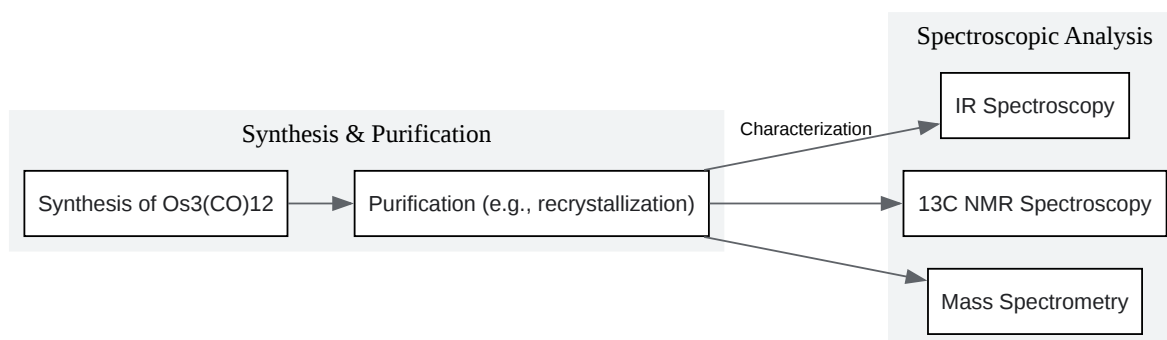 Synthesis & Purification
Synthesis of Os3(CO)12
Purification (e.g., recrystallization)
Characterization
Spectroscopic Analysis
IR Spectroscopy
13C NMR Spectroscopy
Mass Spectrometry